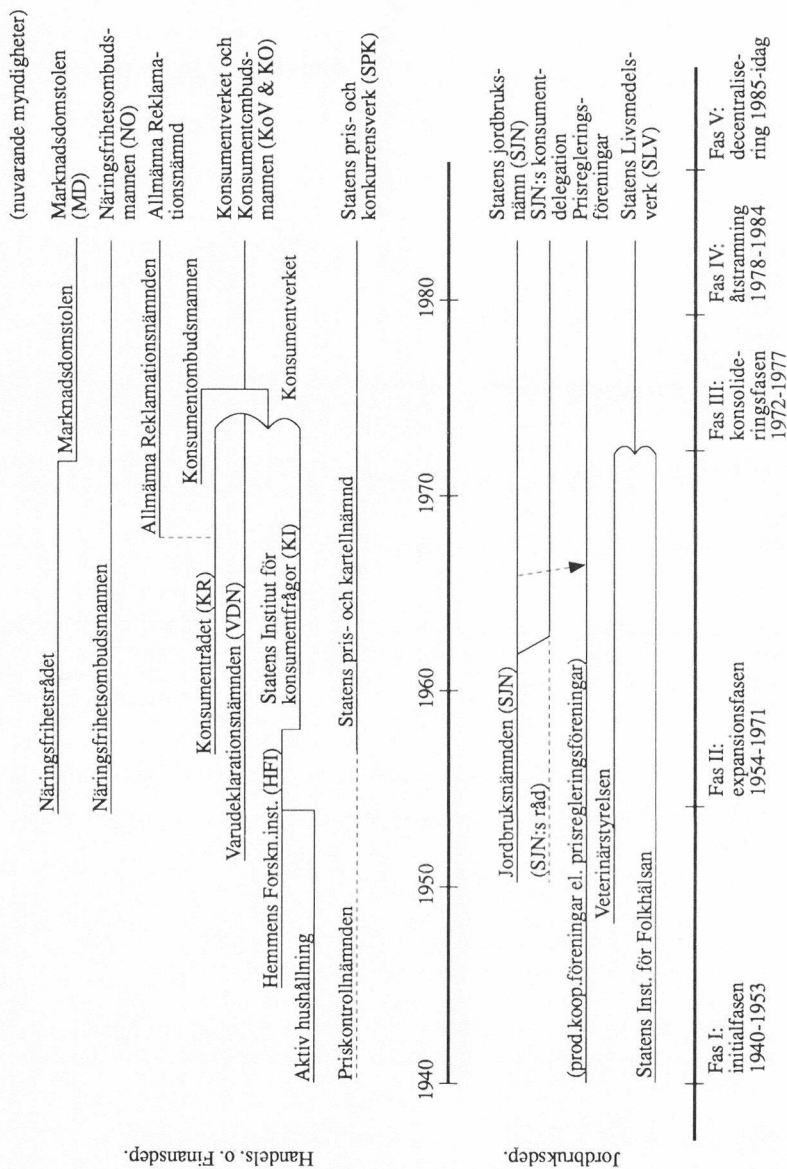 (nuvarande myndigheter)
Näringsfrihetsrådet
Marknadsdomstolen
Marknadsdomstolen
(MD)
Näringsfrihetsombudsmannen
Näringsfrihetsombuds-
mannen (NO)
Allmänna Reklamationsnämnden
Allmänna Reklama-
tionsnämnd
Konsumentombudsmannen
Konsumentrådet (KR)
Varudeklarationsnämnden (VDN)
Konsumentverket och
Konsumentombuds-
mannen (KoV & KO)
Hemmens Forskn.inst. (HFI)
Statens Institut för
konsumentfrågor (KI)
Konsumentverket
Aktiv hushållning
Priskontrollnämnden
Statens pris- och kartellnämnd
Statens pris- och
konkurrensverk (SPK)
Handels. o. Finansdep.
1940
1950
1960
1970
1980
Jordbruksnämnden (SJN)
Statens jordbruks-
nämn (SJN)
(SJN:s råd)
SJN:s konsument-
delegation
(prod.koop.föreningar el. prisregleringsföreningar)
Prisreglerings-
föreningar
Veterinärstyrelsen
Statens Inst. för Folkhälsan
Statens Livsmedels-
verk (SLV)
Jordbruksdep.
Fas I:
initialfasen
1940-1953
Fas II:
expansionsfasen
1954-1971
Fas III:
konsolide-
ringsfasen
1972-1977
Fas IV:
åtstramning
1978-1984
Fas V:
decentralise-
ring 1985-idag